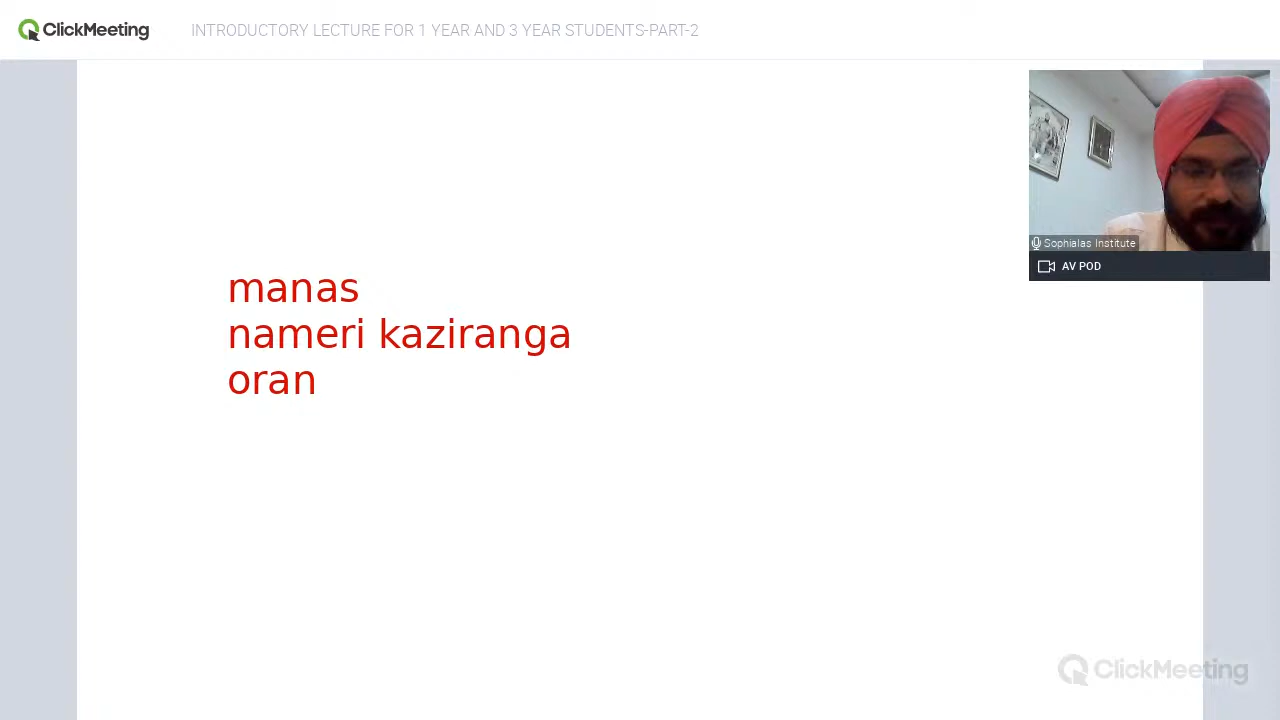 ClickMeeting INTRODUCTORY LECTURE FOR 1 YEAR AND 3 YEAR STUDENTS-PART-2
manas
nameri kaziranga
oran
Sophialas Institute
AV POD
ClickMeeting